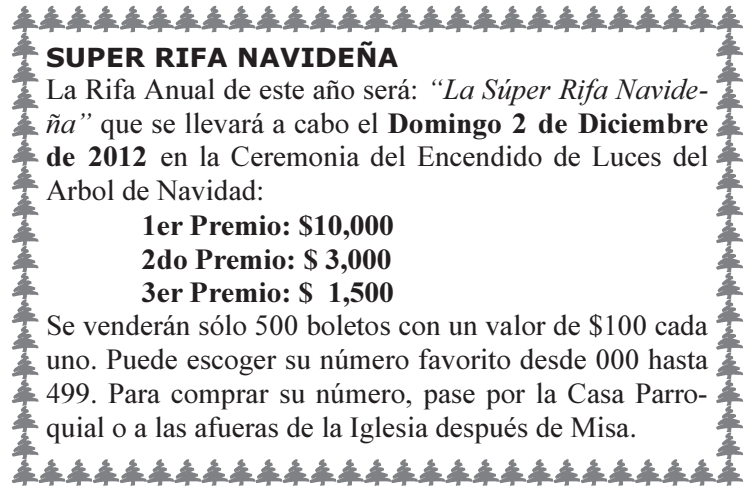 SUPER RIFA NAVIDEÑA
La Rifa Anual de este año será: “La Súper Rifa Navide-
ña” que se llevará a cabo el Domingo 2 de Diciembre
de 2012 en la Ceremonia del Encendido de Luces del
Arbol de Navidad:
1er Premio: $10,000
2do Premio: $ 3,000
3er Premio: $  1,500
Se venderán sólo 500 boletos con un valor de $100 cada
uno. Puede escoger su número favorito desde 000 hasta
499. Para comprar su número, pase por la Casa Parro-
quial o a las afueras de la Iglesia después de Misa.